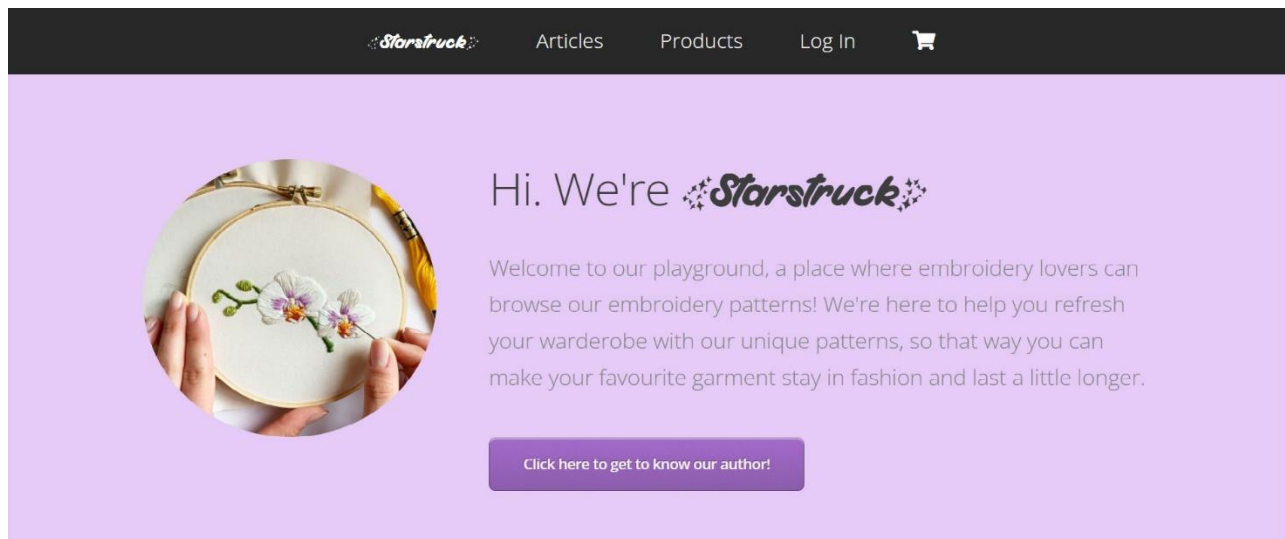 Starstruck Articles Products Log In
Hi. We're Starstruck
Welcome to our playground, a place where embroidery lovers can
browse our embroidery patterns! We're here to help you refresh
your warderobe with our unique patterns, so that way you can
make your favourite garment stay in fashion and last a little longer.
Click here to get to know our author!